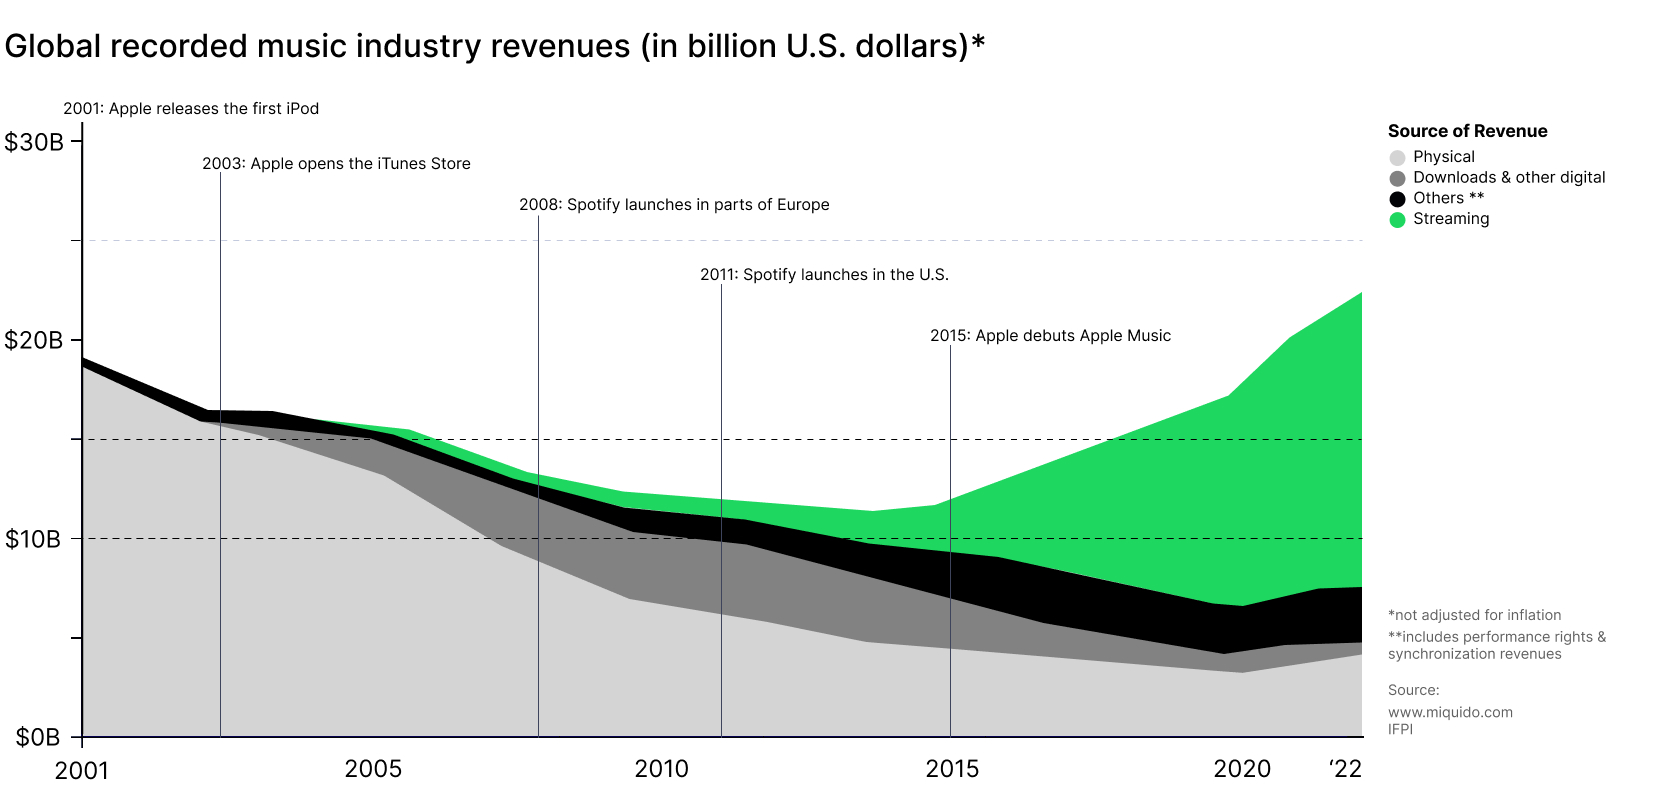 Global recorded music industry revenues (in billion U.S. dollars)*
2001: Apple releases the first iPod
$30B
2003: Apple opens the iTunes Store
2008: Spotify launches in parts of Europe
2011: Spotify launches in the U.S.
$20B
2015: Apple debuts Apple Music
$10B
$0B
2001
2005
2010
2015
2020
‘22
Source of Revenue
Physical
Downloads & other digital
Others **
Streaming
*not adjusted for inflation
**includes performance rights &
synchronization revenues
Source:
www.miquido.com
IFPI